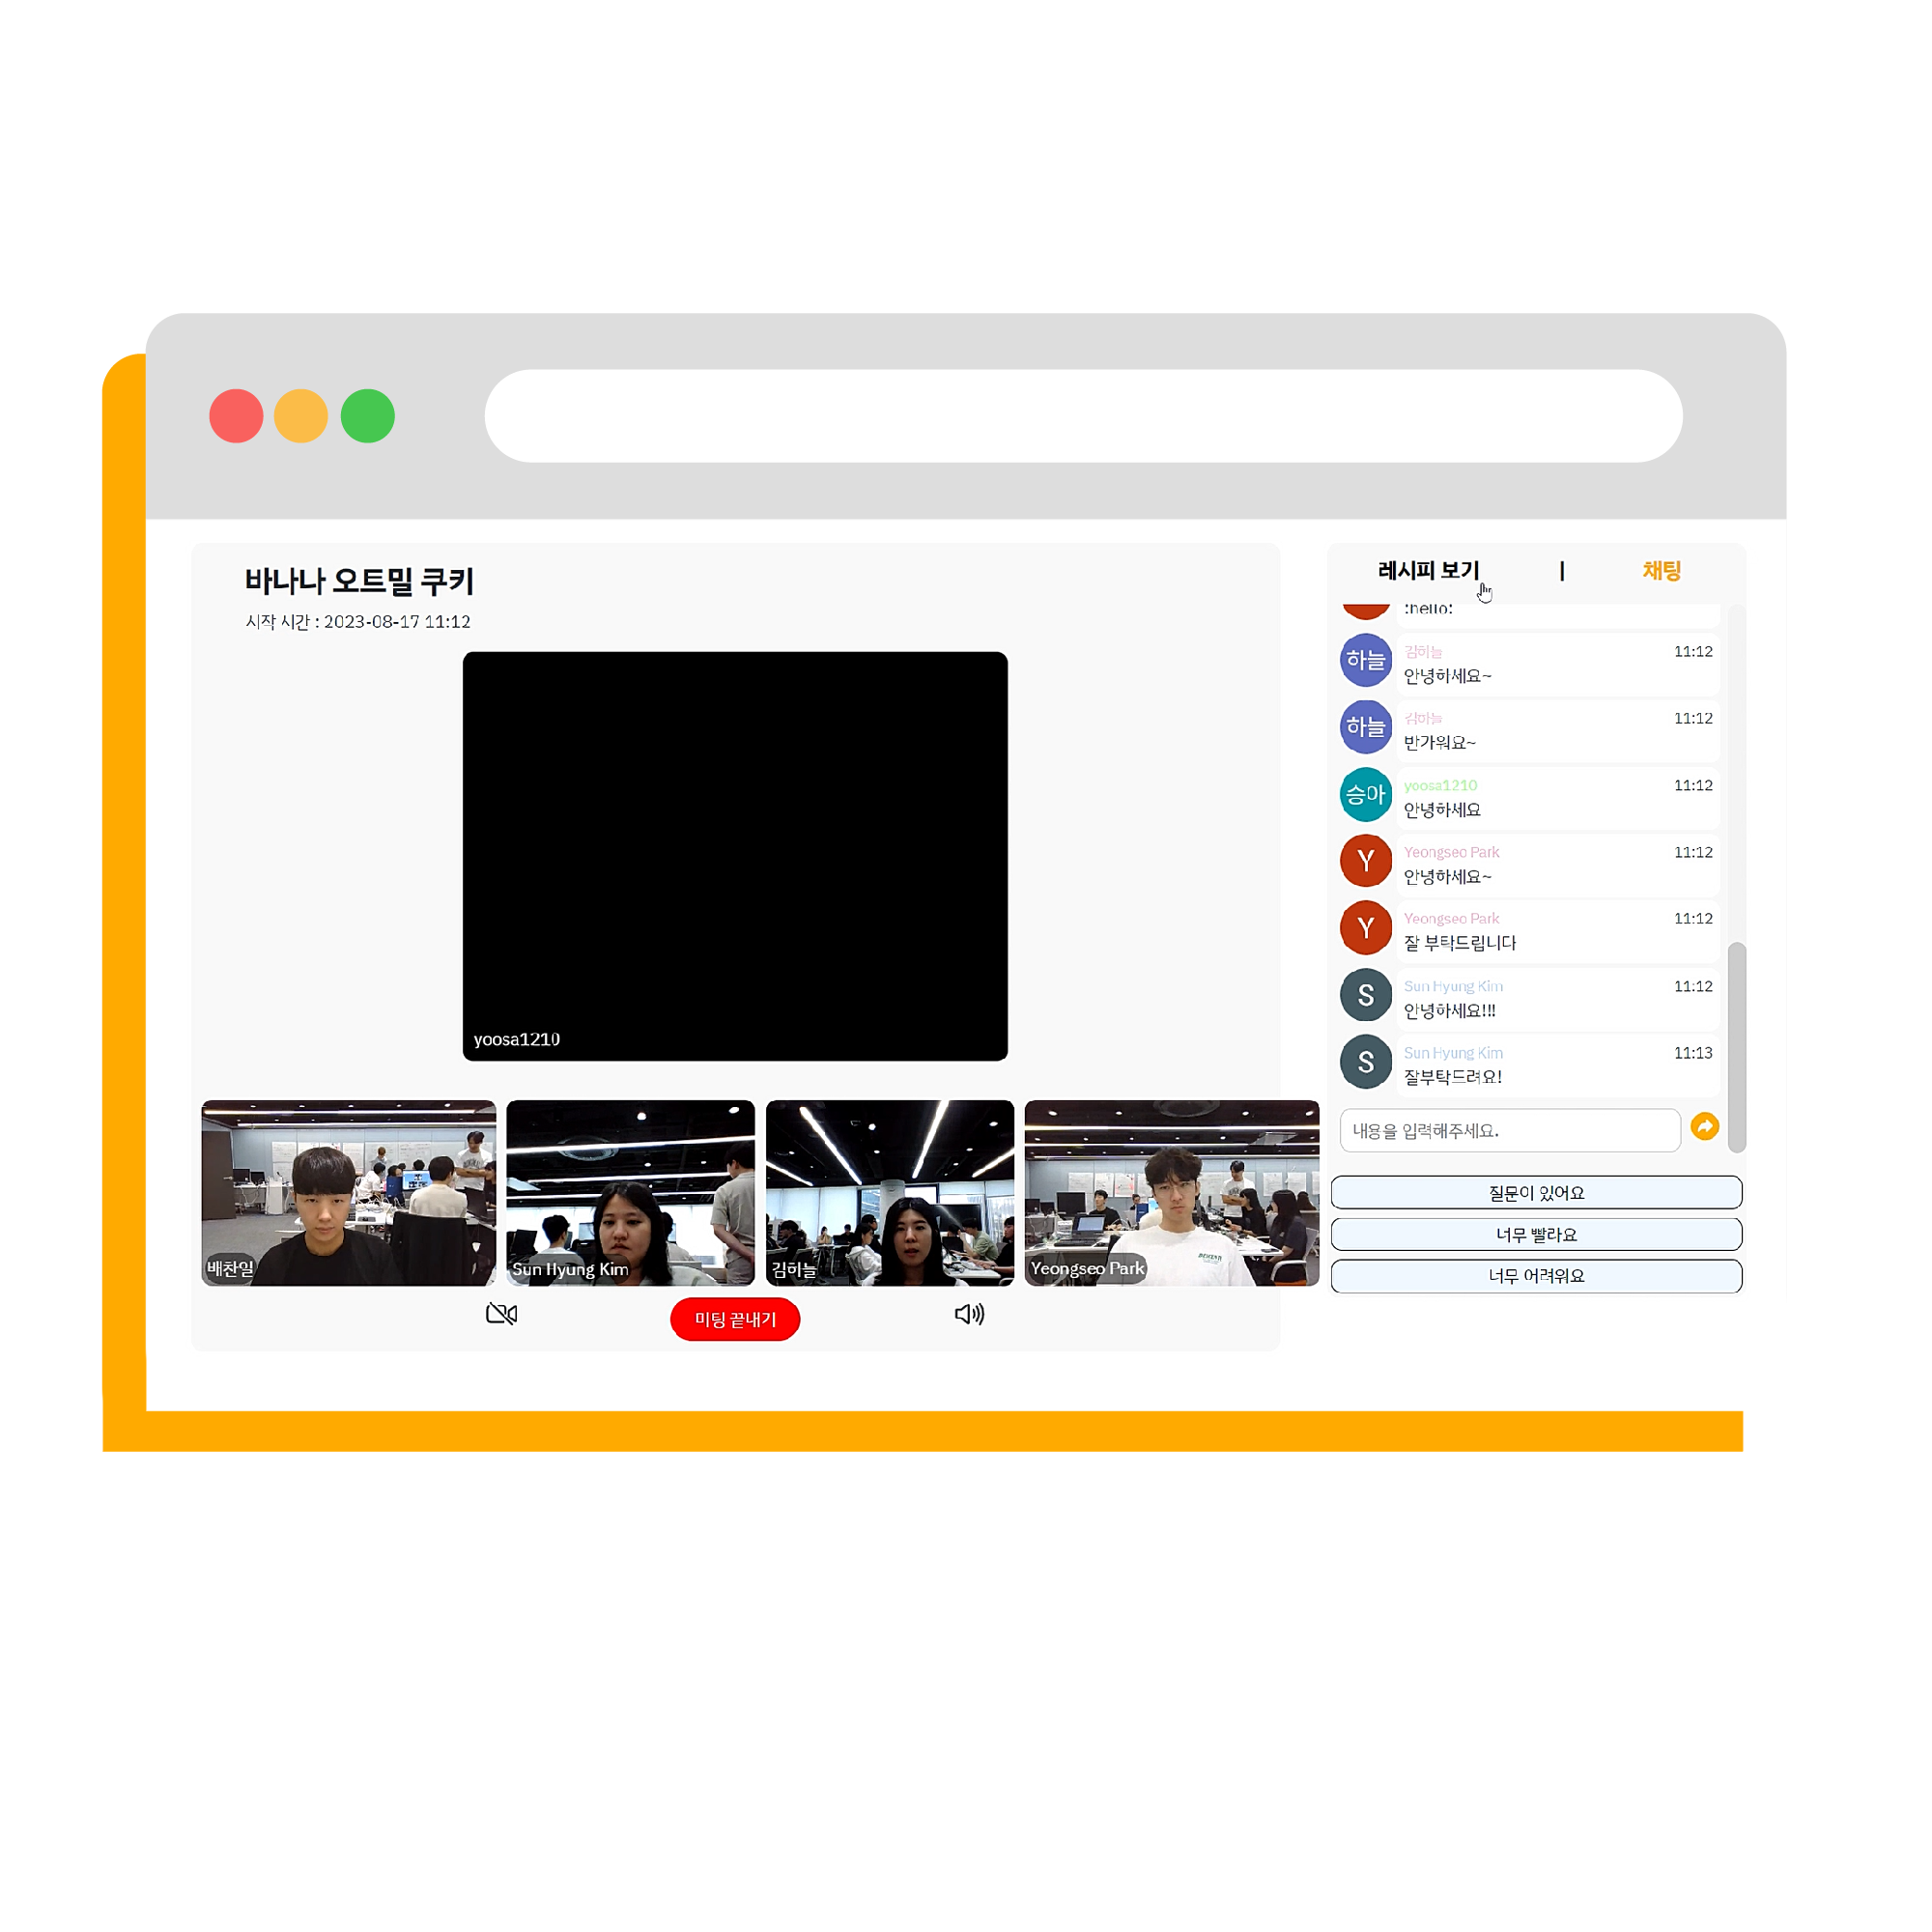 바나나 오트밀 쿠키
시작 시간 : 2023-08-17 11:12
yoosa1210
배찬일
Sun Hyung Kim
김하늘
Yeongseo Park
미팅 끝내기
레시피 보기 | 채팅
:hello:
하늘
김하늘 11:12
안녕하세요~
하늘
김하늘 11:12
반가워요~
승아
yoosa1210 11:12
안녕하세요
Y
Yeongseo Park 11:12
안녕하세요~
Y
Yeongseo Park 11:12
잘 부탁드립니다
S
Sun Hyung Kim 11:12
안녕하세요!!!
S
Sun Hyung Kim 11:13
잘부탁드려요!
내용을 입력해주세요.
질문이 있어요
너무 빨라요
너무 어려워요